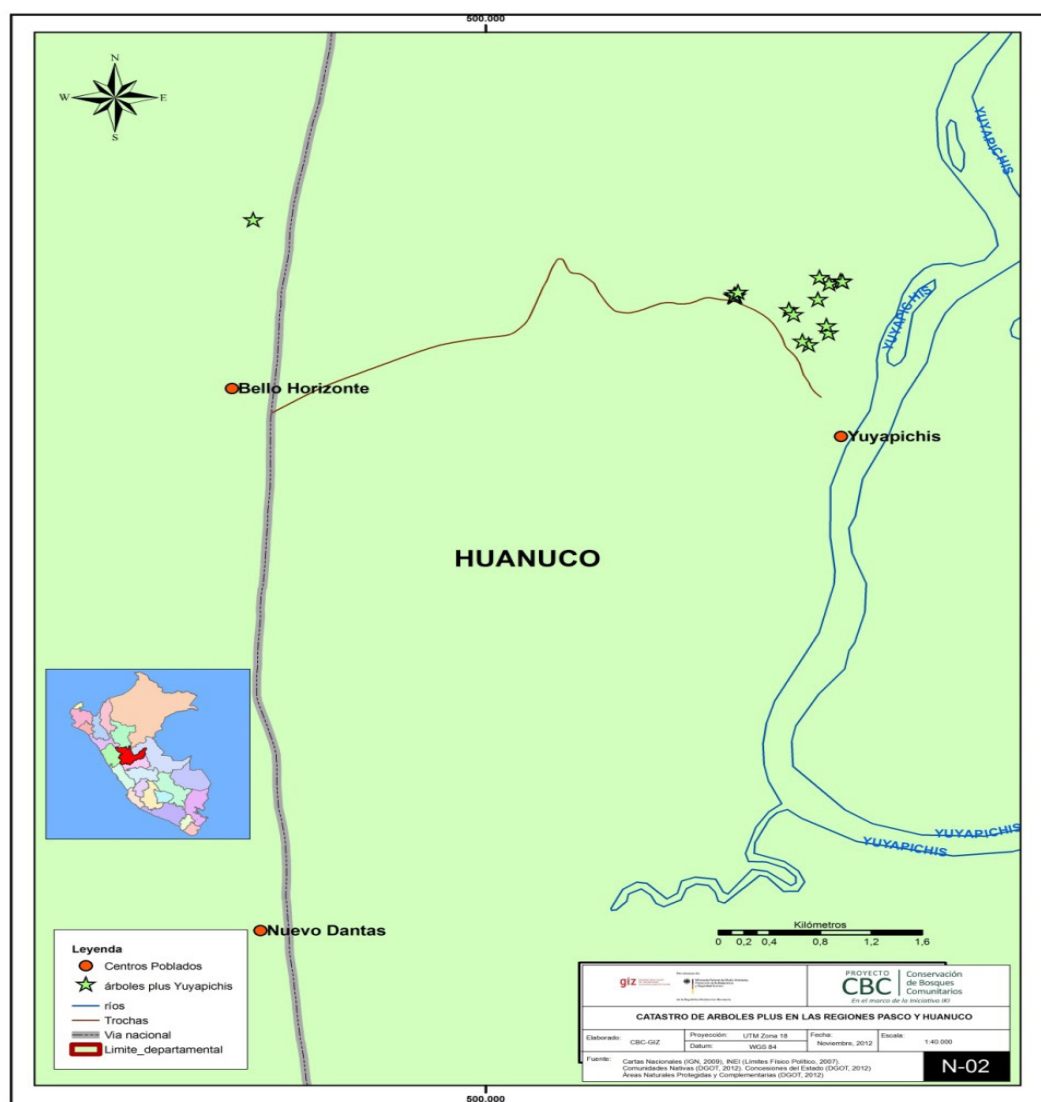 500.000
N
W
E
S
YUYAPICHIS
YUYAPICHIS
Bello Horizonte
Yuyapichis
HUANUCO
YUYAPICHIS
YUYAPICHIS
Nuevo Dantas
Kilómetros
0 0,2 0,4 0,8 1,2 1,6
Leyenda
Centros Poblados
árboles plus Yuyapichis
ríos
Trochas
Via nacional
Limite_departamental
giz
PROYECTO
CBC
Conservación
de Bosques
Comunitarios
En el marco de la Iniciativa IKI
CATASTRO DE ARBOLES PLUS EN LAS REGIONES PASCO Y HUANUCO
Elaborado: CBC-GIZ
Proyección: UTM Zona 18
Datum: WGS 84
Fecha: Noviembre, 2012
Escala: 1:40.000
Fuente: Cartas Nacionales (IGN, 2009), INEI (Límites Físico Político, 2007).
Comunidades Nativas (DGOT, 2012). Concesiones del Estado (DGOT, 2012)
Áreas Naturales Protegidas y Complementarias (DGOT, 2012)
N-02
500.000